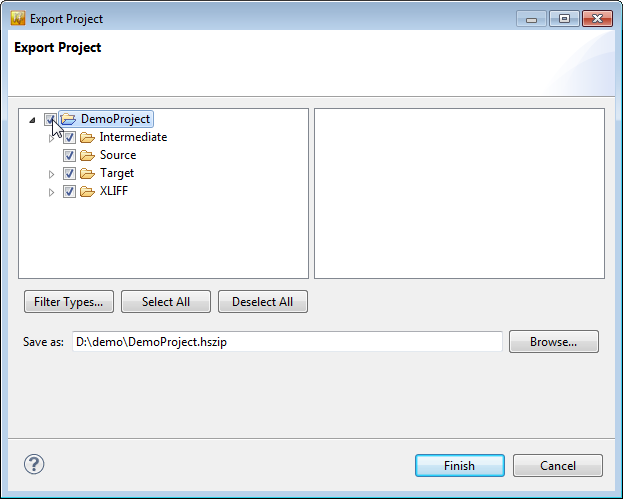 Export Project
Export Project
DemoProject
Intermediate
Source
Target
XLIFF
Filter Types... Select All Deselect All
Save as: D:\demo\DemoProject.hszip Browse...
? Finish Cancel